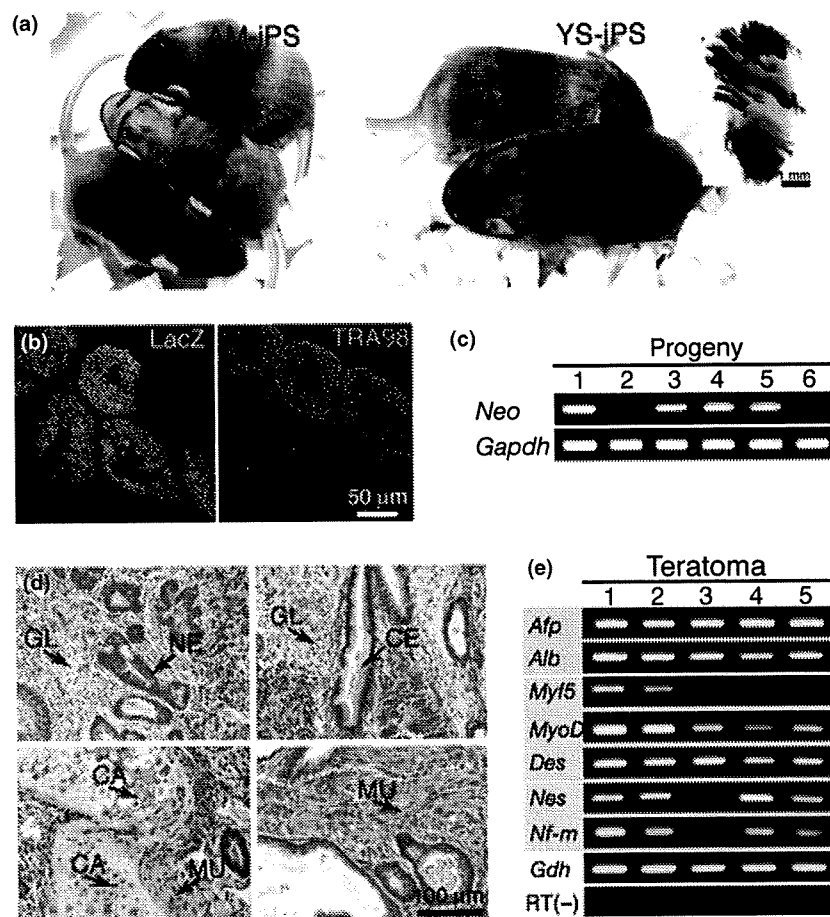 (a)
AM-iPS
YS-iPS
1 mm
(b)
LacZ
TRA98
50 µm
(c)
Progeny
1 2 3 4 5 6
Neo
Gapdh
(d)
GL
NE
GL
CE
CA
CA
MU
MU
100 µm
(e)
Teratoma
1 2 3 4 5
Afp
Alb
Myf5
MyoD
Des
Nes
Nf-m
Gdh
RT(–)